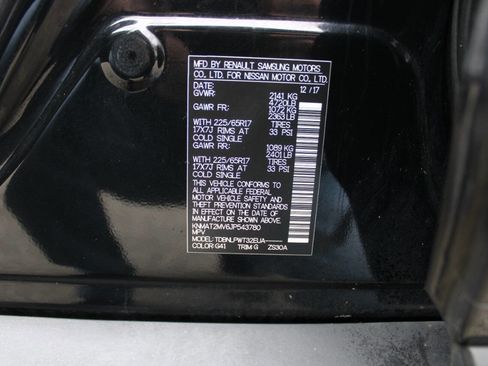 MFD BY RENAULT SAMSUNG MOTORS
CO., LTD. FOR NISSAN MOTOR CO., LTD.
DATE: 12/17
GVWR: 2141 KG
4720LB
GAWR FR: 1072 KG
2363 LB
WITH 225/65R17 TIRES
17X7J RIMS AT 33 PSI
COLD SINGLE
GAWR RR: 1089 KG
2401 LB
WITH 225/65R17 TIRES
17X7J RIMS AT 33 PSI
COLD SINGLE
THIS VEHICLE CONFORMS TO
ALL APPLICABLE FEDERAL
MOTOR VEHICLE SAFETY,
BUMPER, AND THEFT PREVENTION
STANDARDS IN EFFECT ON
THE DATE OF MANUFACTURE
SHOWN ABOVE.
KNMAT2MV6JP543780
MPV
MODEL: TDBNLPWT32EUA-----
COLOR: G41 TRIM: G ZS30A